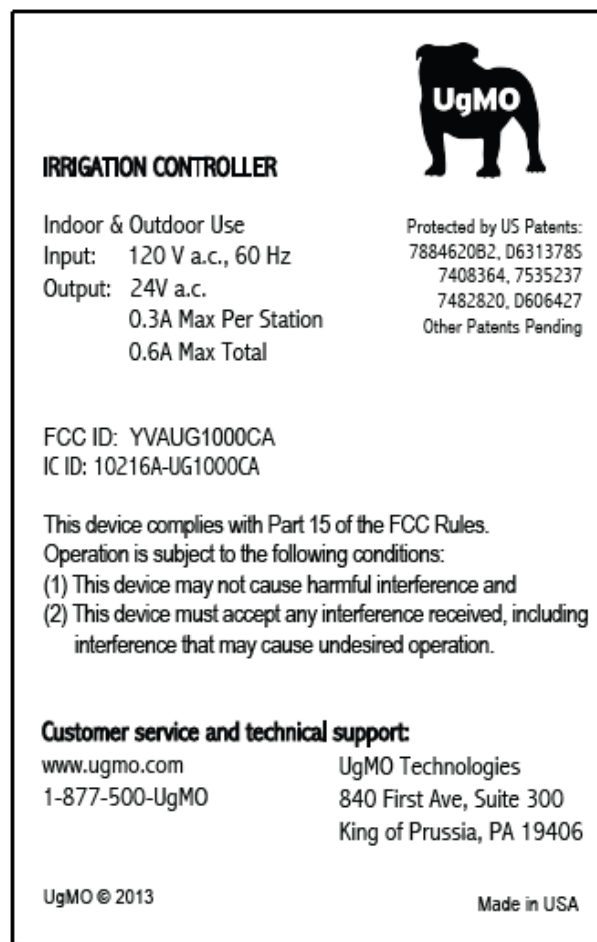 UgMO
IRRIGATION CONTROLLER
Indoor & Outdoor Use
Input: 120 V a.c., 60 Hz
Output: 24V a.c.
0.3A Max Per Station
0.6A Max Total
Protected by US Patents:
7884620B2, D631378S
7408364, 7535237
7482820, D606427
Other Patents Pending
FCC ID: YVAUG1000CA
IC ID: 10216A-UG1000CA
This device complies with Part 15 of the FCC Rules.
Operation is subject to the following conditions:
(1) This device may not cause harmful interference and
(2) This device must accept any interference received, including
interference that may cause undesired operation.
Customer service and technical support:
www.ugmo.com
1-877-500-UgMO
UgMO Technologies
840 First Ave, Suite 300
King of Prussia, PA 19406
UgMO © 2013
Made in USA